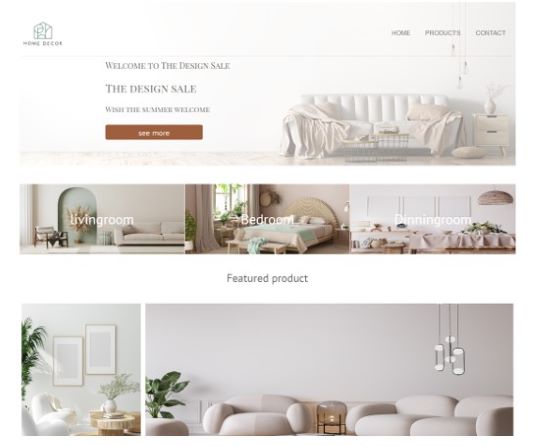 HOME DECOR
HOME PRODUCTS CONTACT
Welcome to The Design Sale
The design sale
Wish the summer welcome
see more
livingroom Bedroom Dinningroom
Featured product